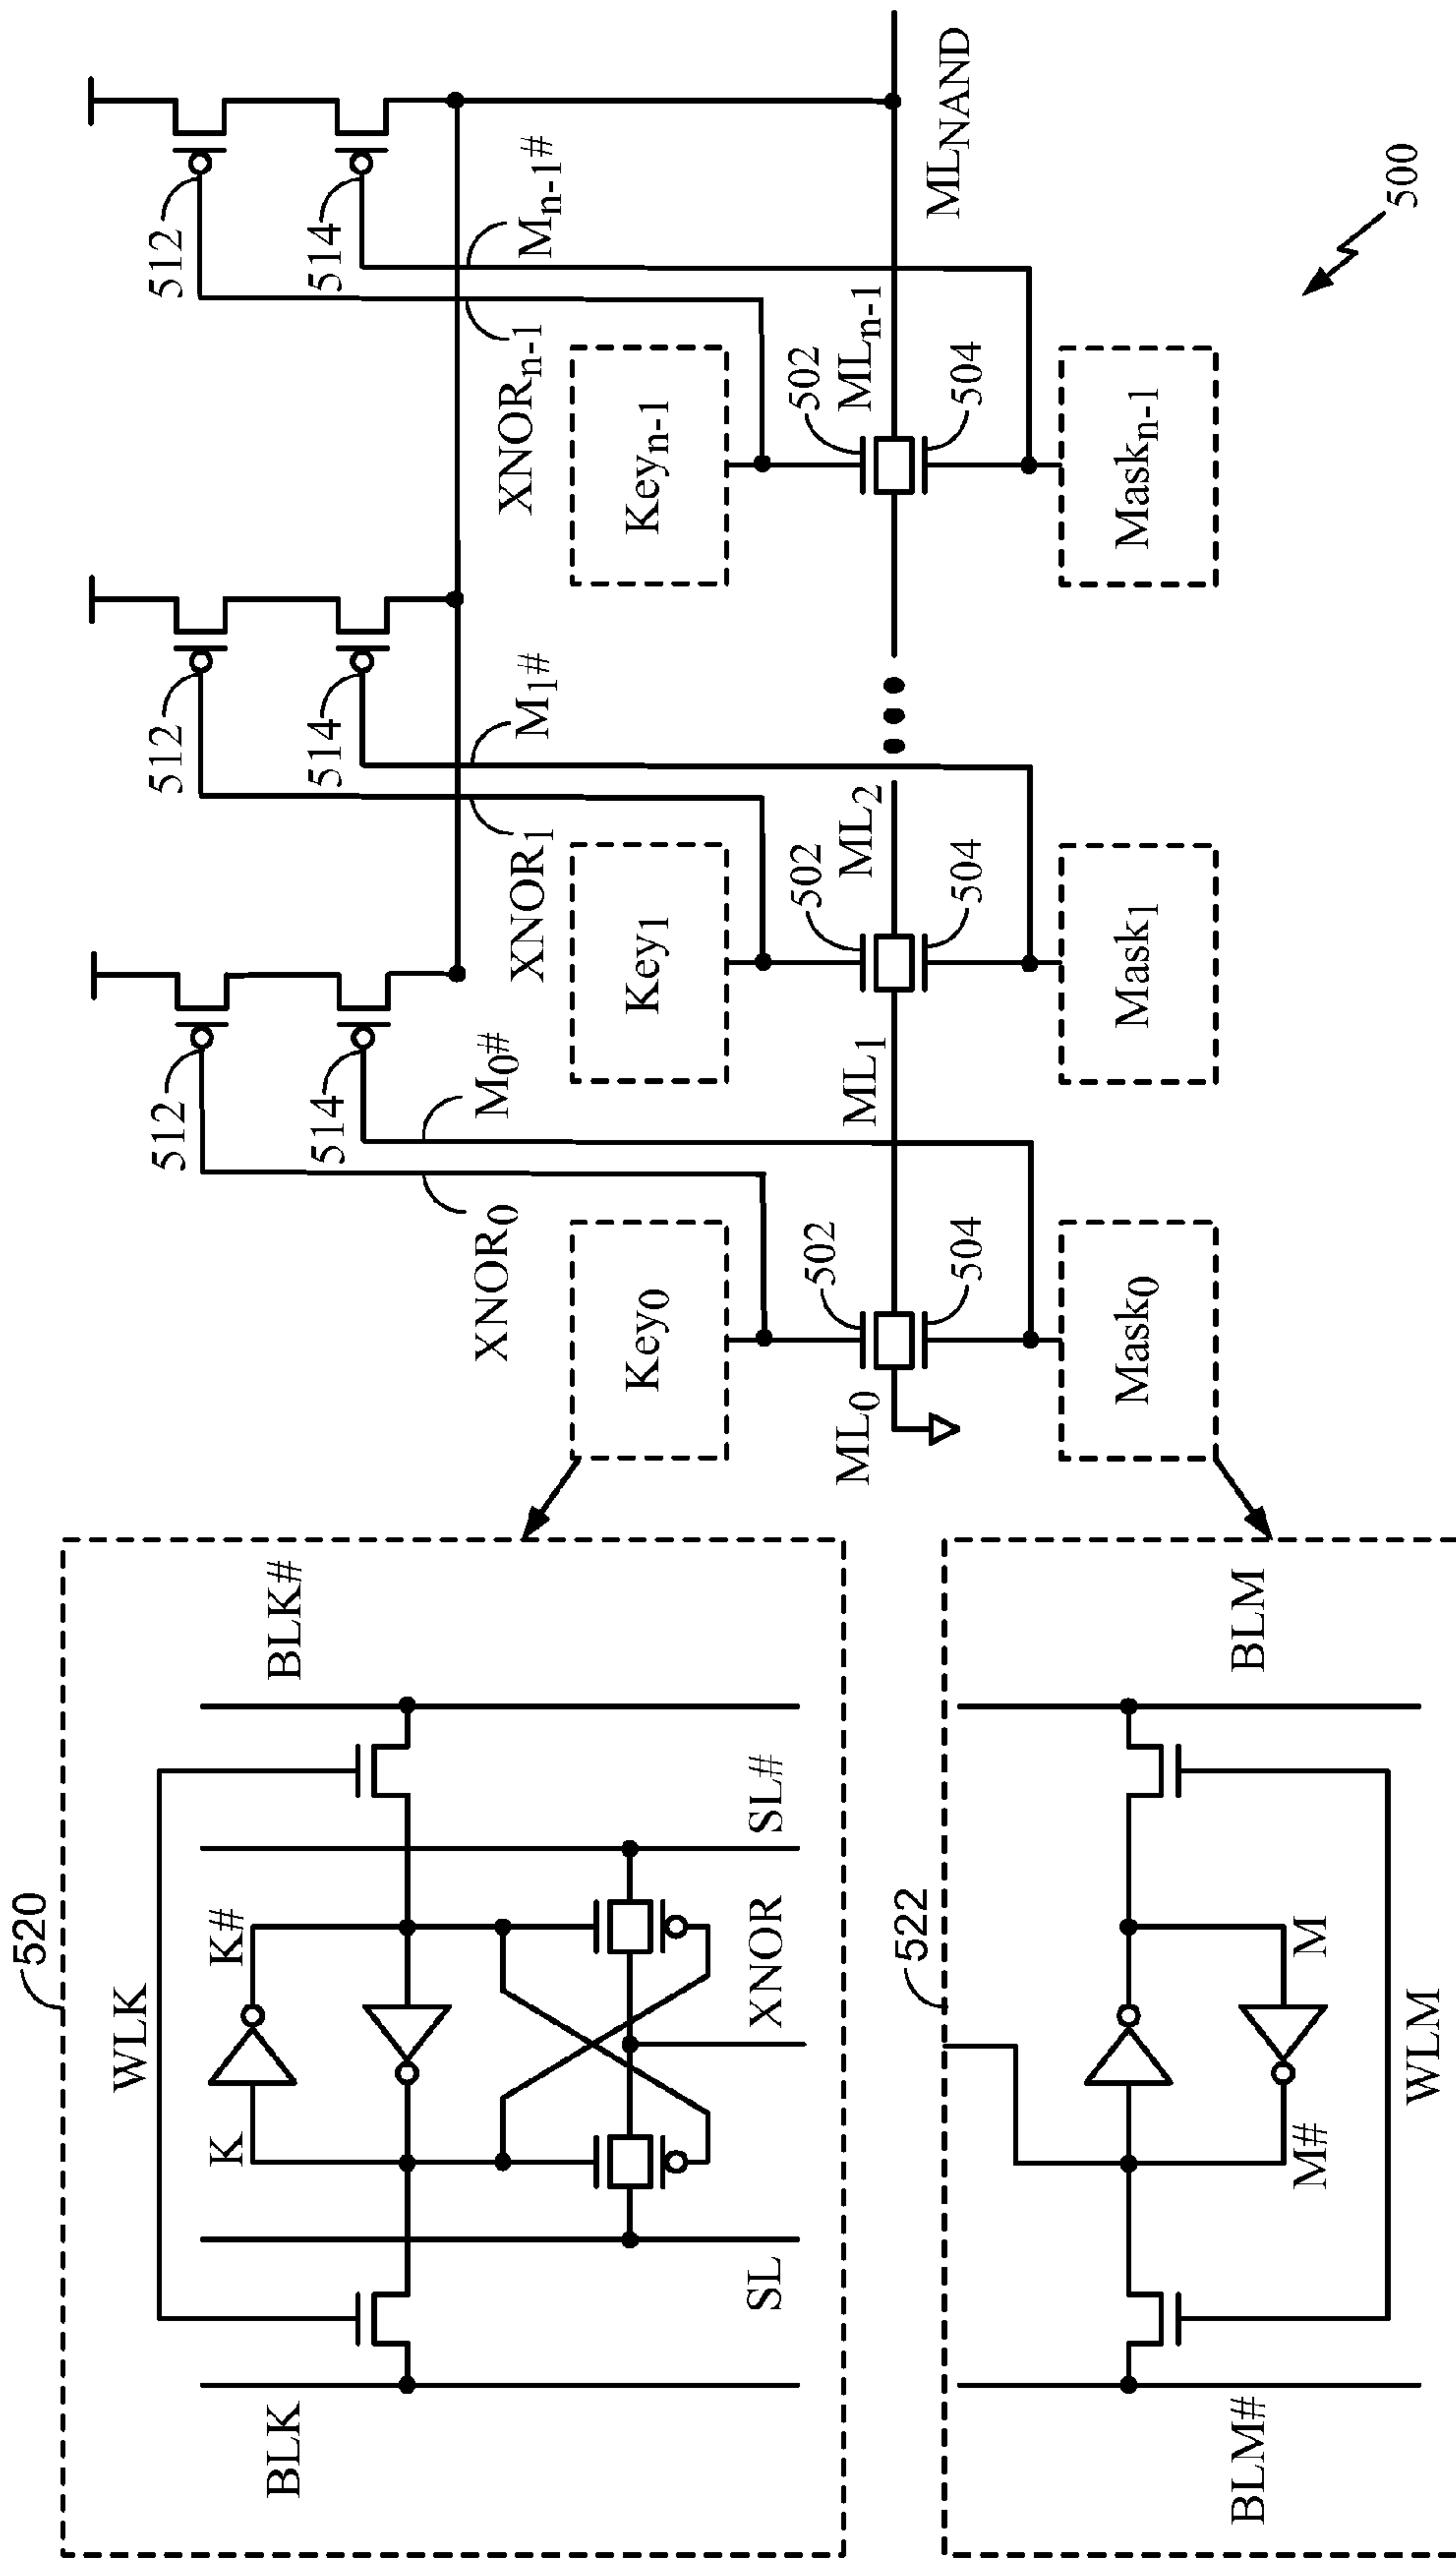 520
WLK
K
K#
BLK
BLK#
SL
XNOR
SL#
522
M#
M
BLM#
BLM
WLM
512
512
512
514
514
514
M0#
M1#
Mn-1#
XNOR0
XNOR1
XNORn-1
Key0
Key1
Keyn-1
502
502
502
ML0
ML1
ML2
MLn-1
MLNAND
504
504
504
Mask0
Mask1
Maskn-1
500